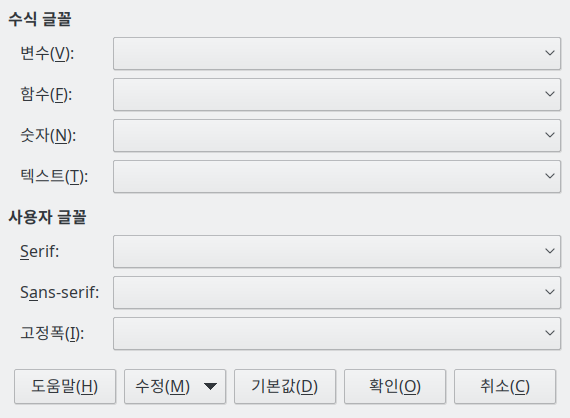 수식 글꼴
변수(V):
함수(F):
숫자(N):
텍스트(T):
사용자 글꼴
Serif:
Sans-serif:
고정폭(I):
도움말(H) 수정(M) 기본값(D) 확인(O) 취소(C)